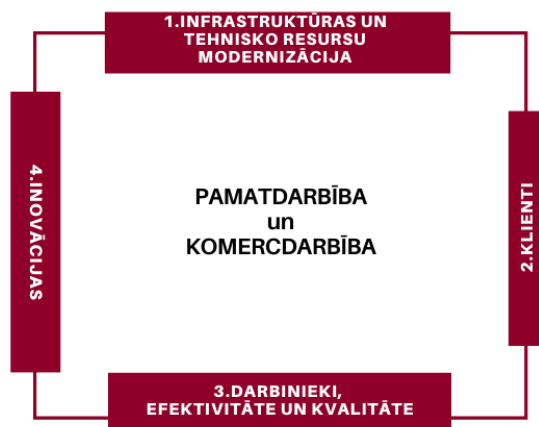 1.INFRASTRUKTŪRAS UN
TEHNISKO RESURSU
MODERNIZĀCIJA
4.INOVĀCIJAS
PAMATDARBĪBA
un
KOMERCDARBĪBA
2.KLIENTI
3.DARBINIEKI,
EFEKTIVITĀTE UN KVALITĀTE